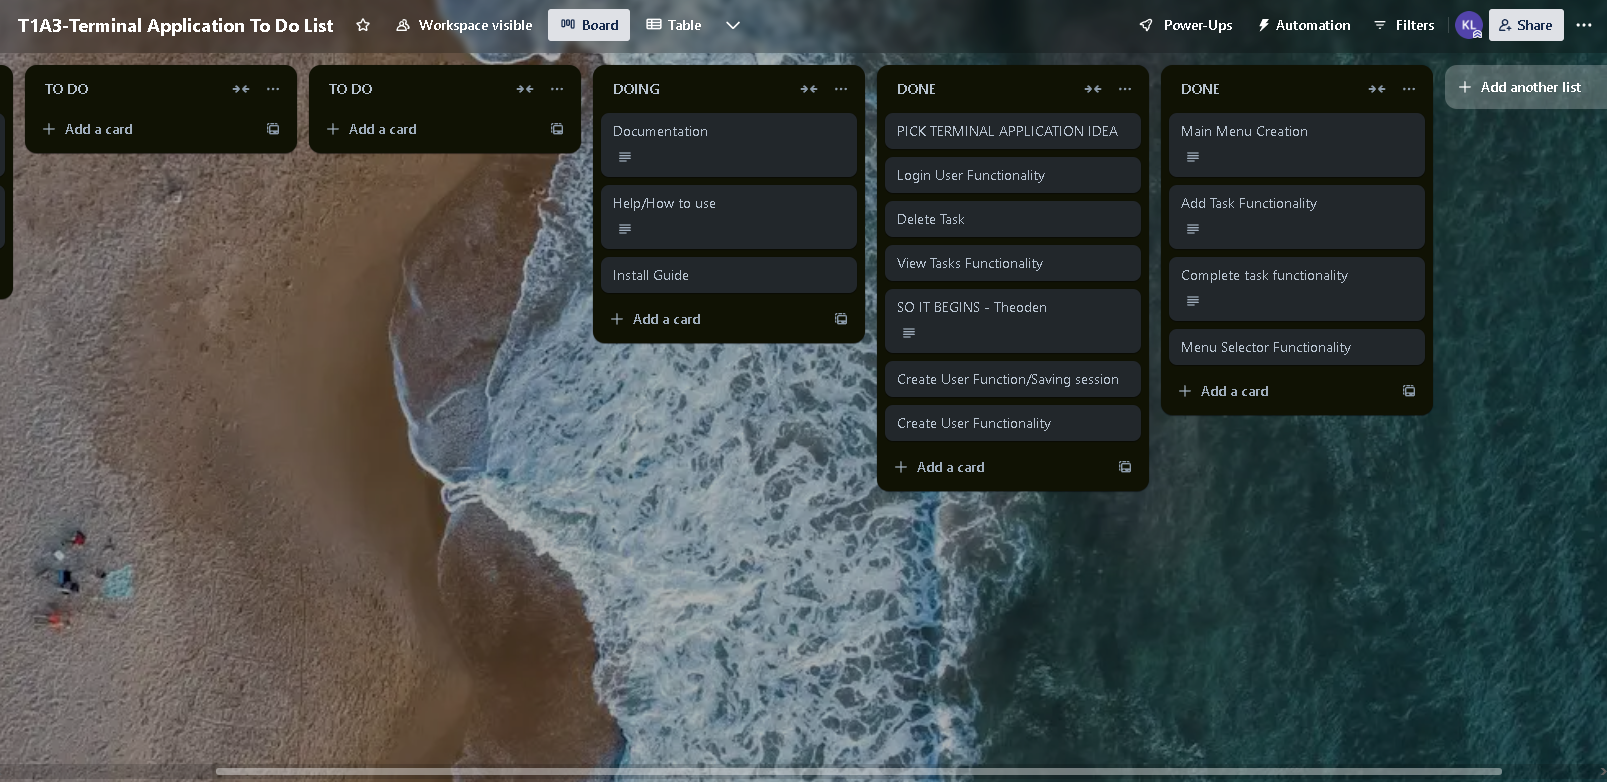 T1A3-Terminal Application To Do List
Workspace visible
Board
Table
Power-Ups
Automation
Filters
KL
Share
TO DO
Add a card
TO DO
Add a card
DOING
Documentation
Help/How to use
Install Guide
Add a card
DONE
PICK TERMINAL APPLICATION IDEA
Login User Functionality
Delete Task
View Tasks Functionality
SO IT BEGINS - Theoden
Create User Function/Saving session
Create User Functionality
Add a card
DONE
Main Menu Creation
Add Task Functionality
Complete task functionality
Menu Selector Functionality
Add a card
Add another list